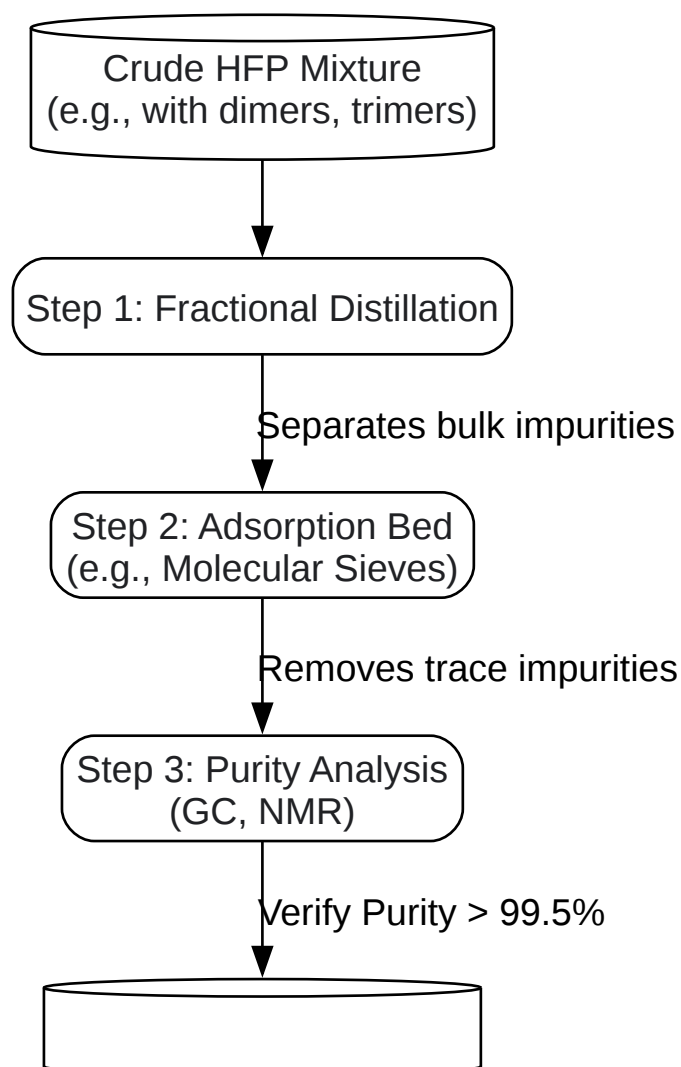 Crude HFP Mixture
(e.g., with dimers, trimers)
Step 1: Fractional Distillation
Separates bulk impurities
Step 2: Adsorption Bed
(e.g., Molecular Sieves)
Removes trace impurities
Step 3: Purity Analysis
(GC, NMR)
Verify Purity > 99.5%